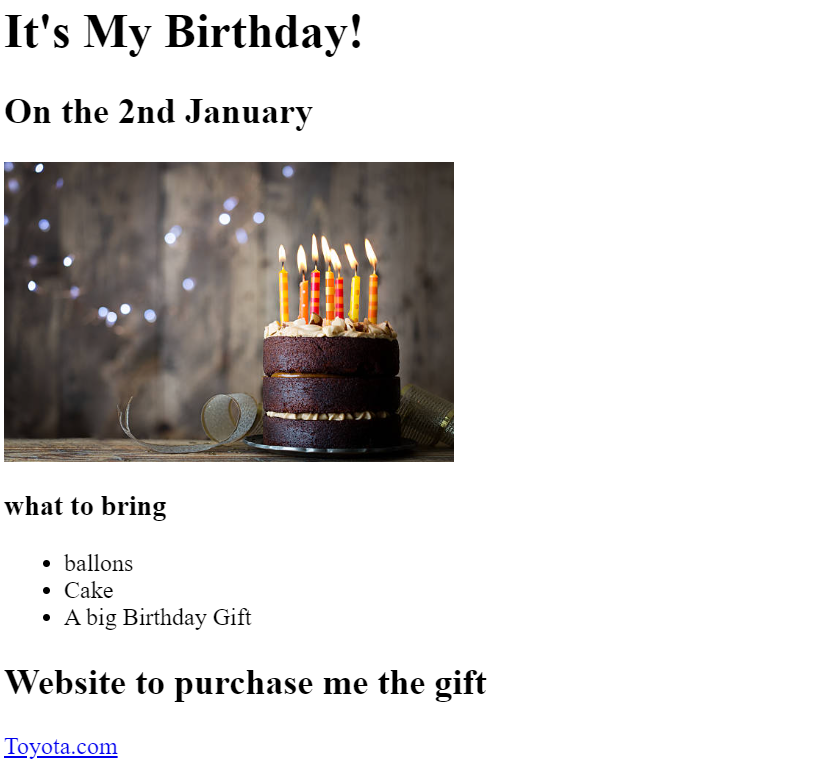 It's My Birthday!
On the 2nd January
what to bring
ballons
Cake
A big Birthday Gift
Website to purchase me the gift
Toyota.com